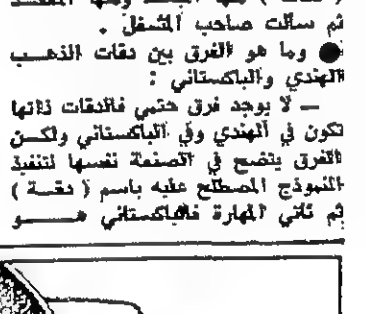 ثم سألت صاحب المشغل .
● وما هو الفرق بين دقات الذهب
الهندي والباكستاني :
— لا يوجد فرق حتمي فالدقات ذاتها
تكون في الهندي وفي الباكستاني ولكن
الفرق يتضح في الصنعة نفسها لتنفيذ
النموذج المصطلح عليه باسم ( دقة )
ثم تأتي المهارة فالباكستاني هو